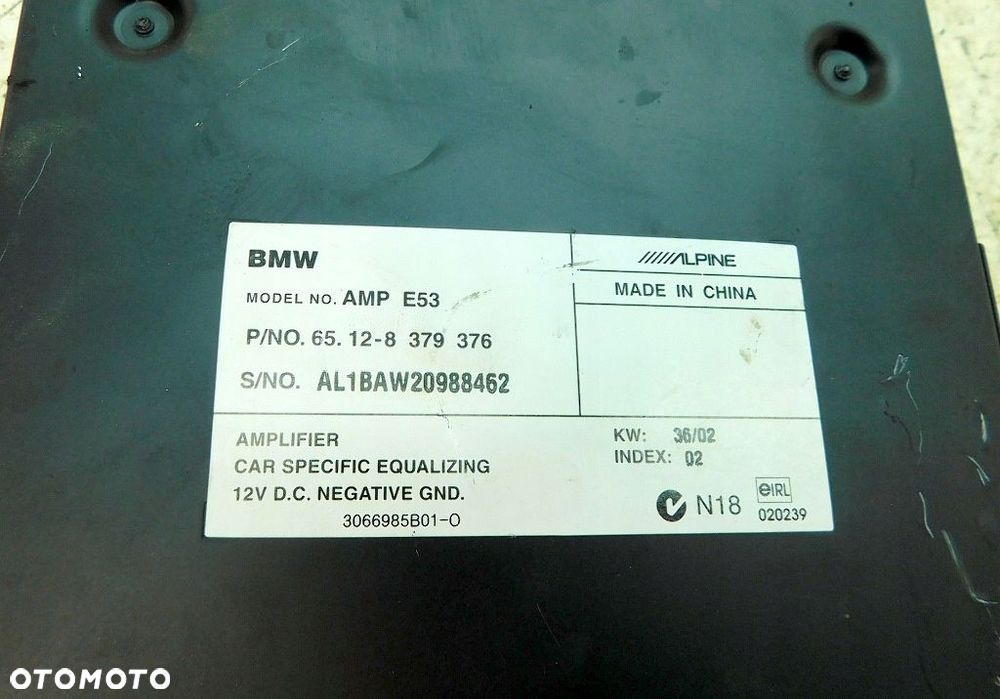 BMW
MODEL NO. AMP E53
P/NO. 65. 12-8 379 376
S/NO. AL1BAW20988462
ALPINE
MADE IN CHINA
AMPLIFIER
CAR SPECIFIC EQUALIZING
12V D.C. NEGATIVE GND.
3066985B01-O
KW: 36/02
INDEX: 02
N18
eIRL
020239
OTOMOTO